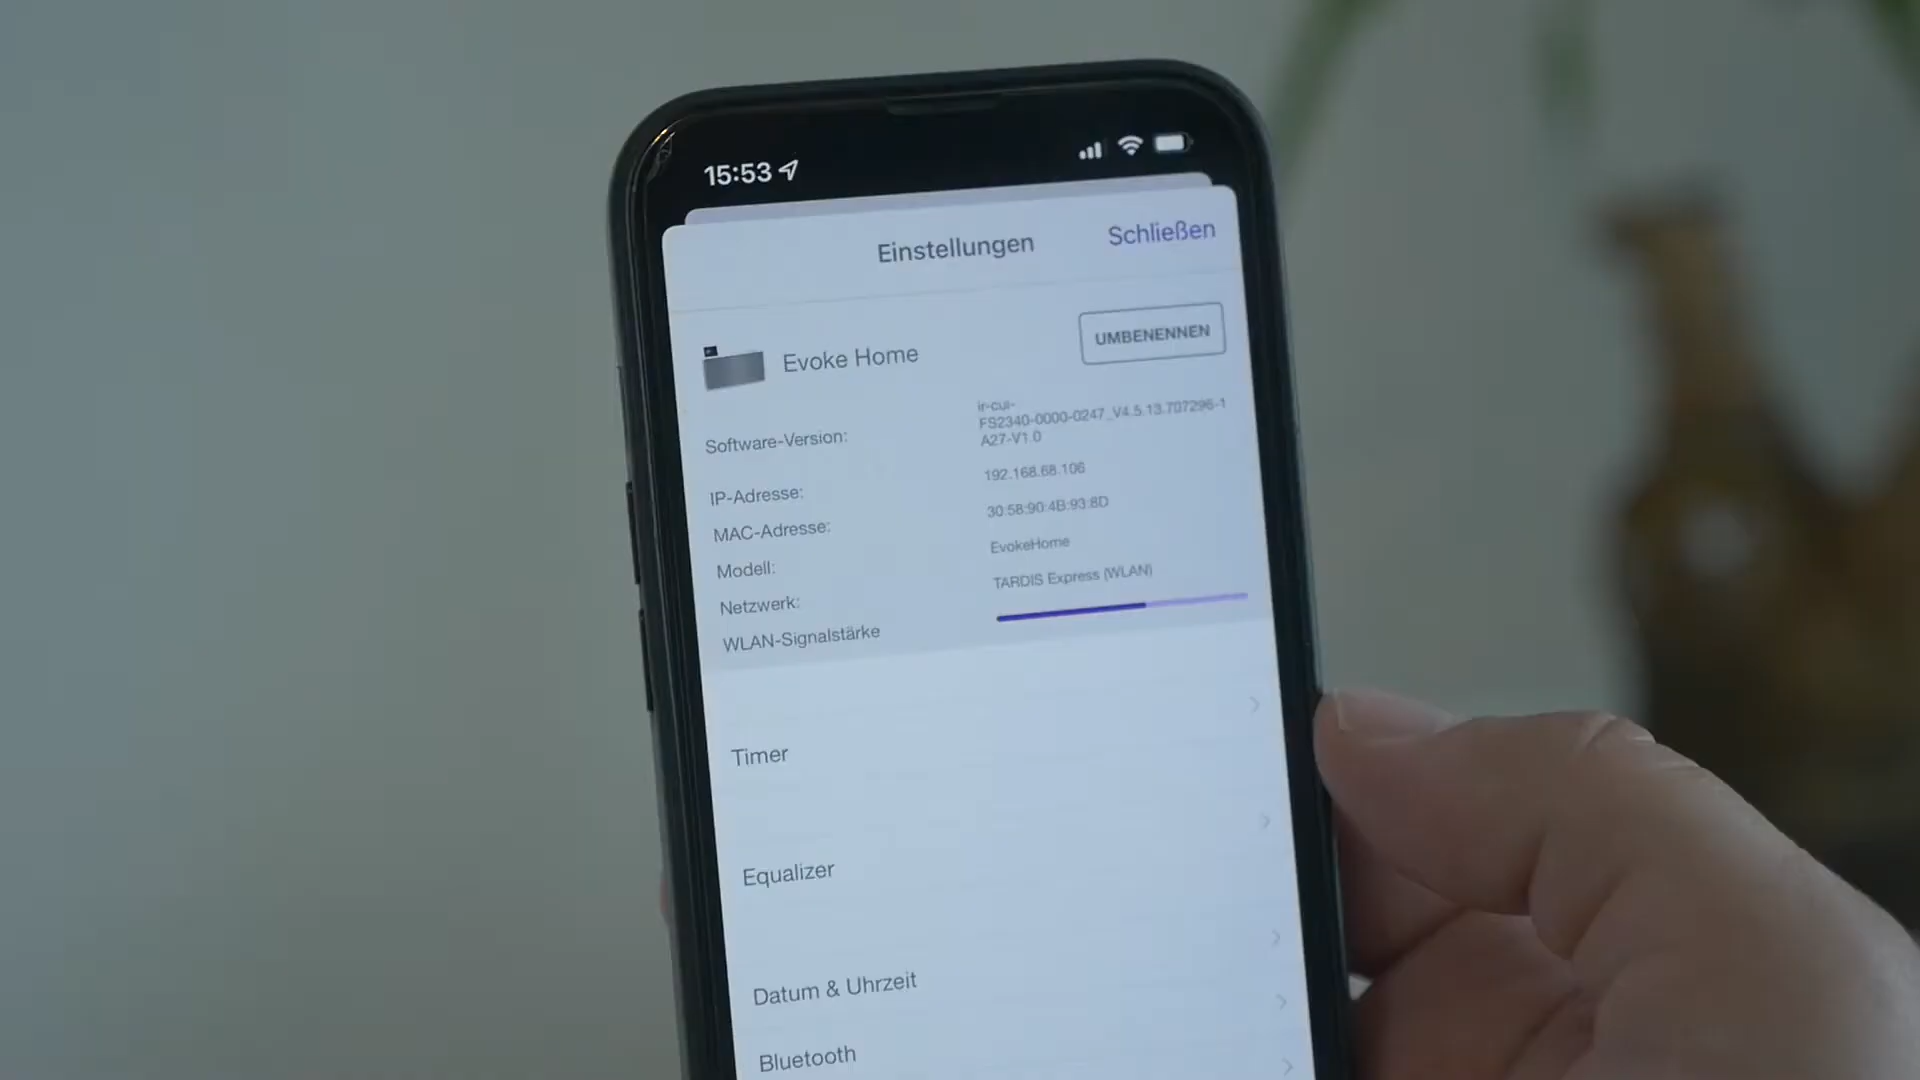 15:53
Einstellungen
Schließen
Evoke Home
UMBENENNEN
Software-Version:
ir-cui-
FS2340-0000-0247_V4.5.13.707296-1
A27-V1.0
IP-Adresse:
192.168.68.106
MAC-Adresse:
30:58:90:4B:93:8D
Modell:
EvokeHome
Netzwerk:
TARDIS Express (WLAN)
WLAN-Signalstärke
Timer
Equalizer
Datum & Uhrzeit
Bluetooth